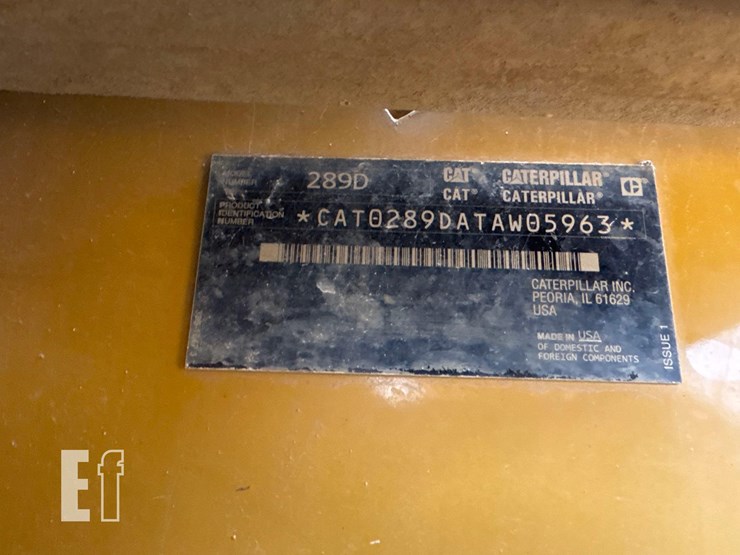 MODEL NUMBER 289D CAT CATERPILLAR
CAT® CATERPILLAR®
PRODUCT IDENTIFICATION NUMBER *CAT0289DATAW05963*
CATERPILLAR INC.
PEORIA, IL 61629
USA
MADE IN USA
OF DOMESTIC AND
FOREIGN COMPONENTS
ISSUE 1
Ef